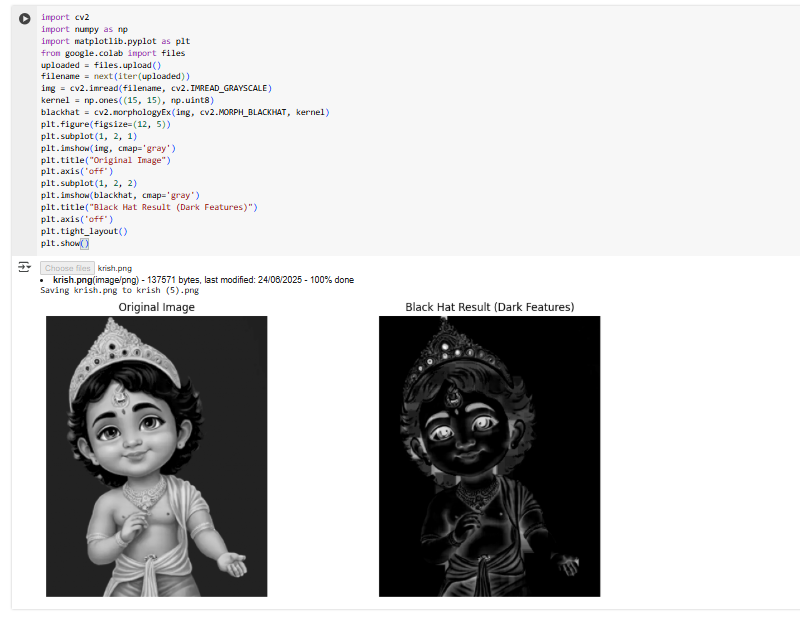 import cv2
import numpy as np
import matplotlib.pyplot as plt
from google.colab import files
uploaded = files.upload()
filename = next(iter(uploaded))
img = cv2.imread(filename, cv2.IMREAD_GRAYSCALE)
kernel = np.ones((15, 15), np.uint8)
blackhat = cv2.morphologyEx(img, cv2.MORPH_BLACKHAT, kernel)
plt.figure(figsize=(12, 5))
plt.subplot(1, 2, 1)
plt.imshow(img, cmap='gray')
plt.title("Original Image")
plt.axis('off')
plt.subplot(1, 2, 2)
plt.imshow(blackhat, cmap='gray')
plt.title("Black Hat Result (Dark Features)")
plt.axis('off')
plt.tight_layout()
plt.show()
Choose files krish.png
• krish.png(image/png) - 137571 bytes, last modified: 24/06/2025 - 100% done
Saving krish.png to krish (5).png
Original Image
Black Hat Result (Dark Features)